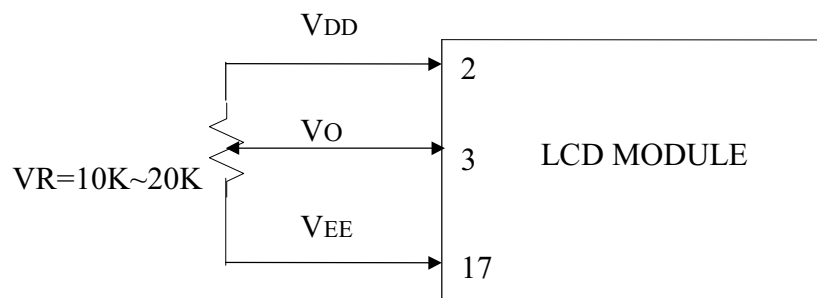 VDD
2
VO
3
LCD MODULE
VR=10K~20K
VEE
17